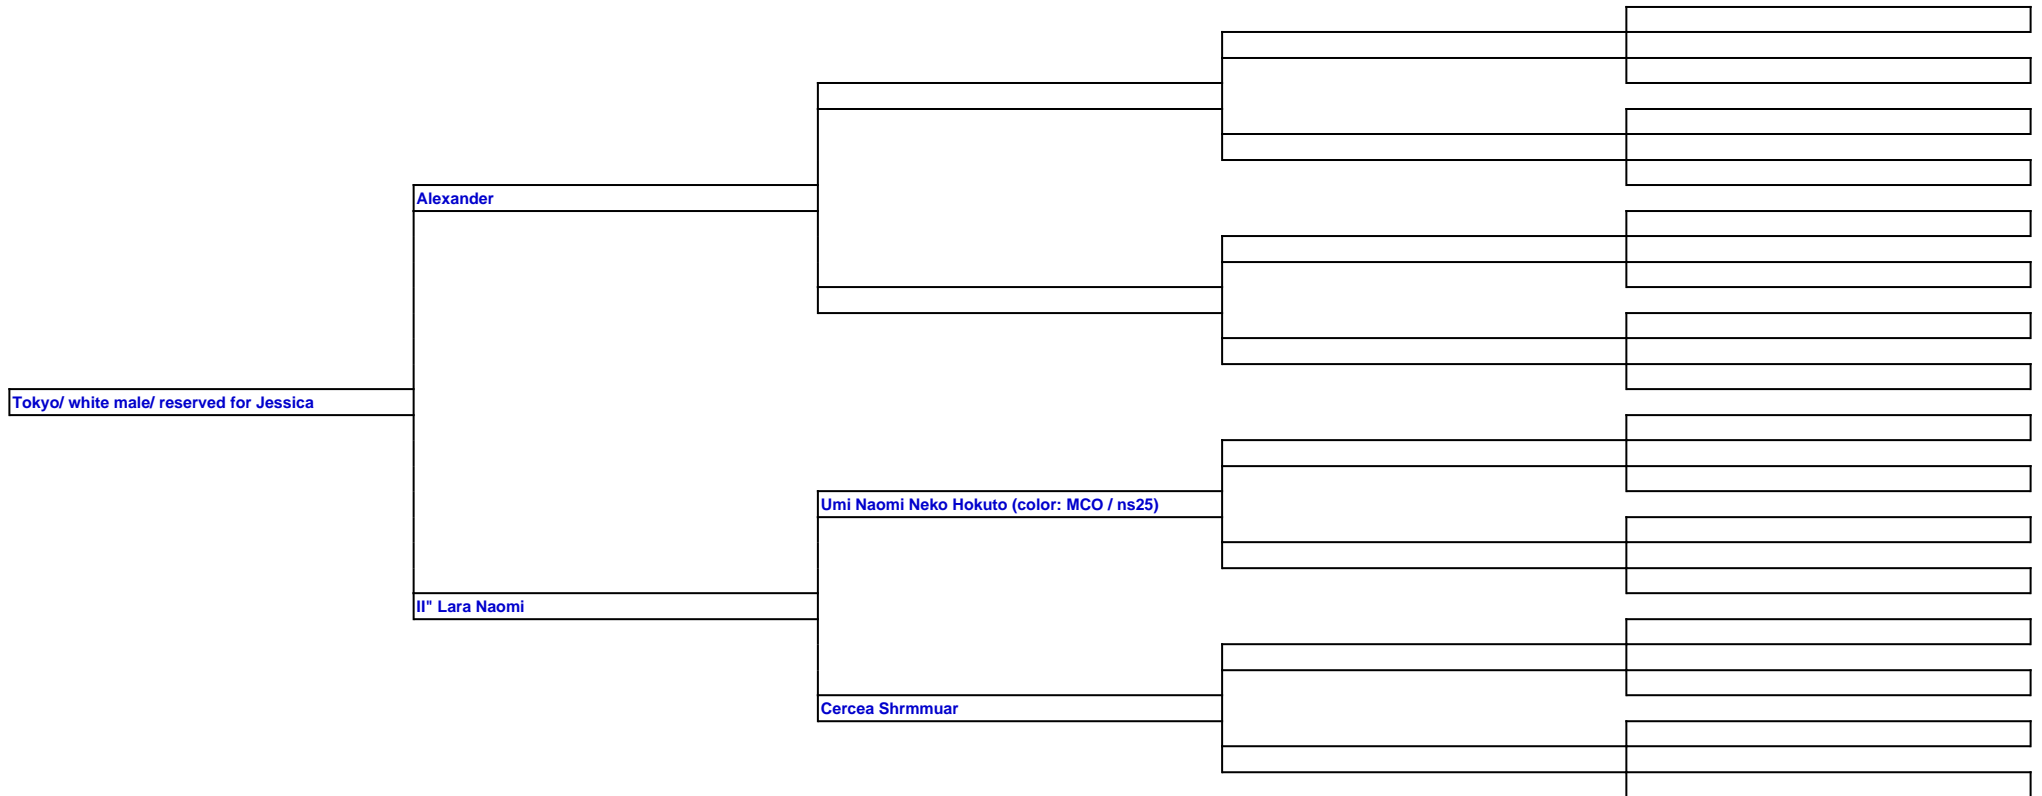 Alexander
Tokyo/ white male/ reserved for Jessica
Umi Naomi Neko Hokuto (color: MCO / ns25)
II" Lara Naomi
Cercea Shrmmuar